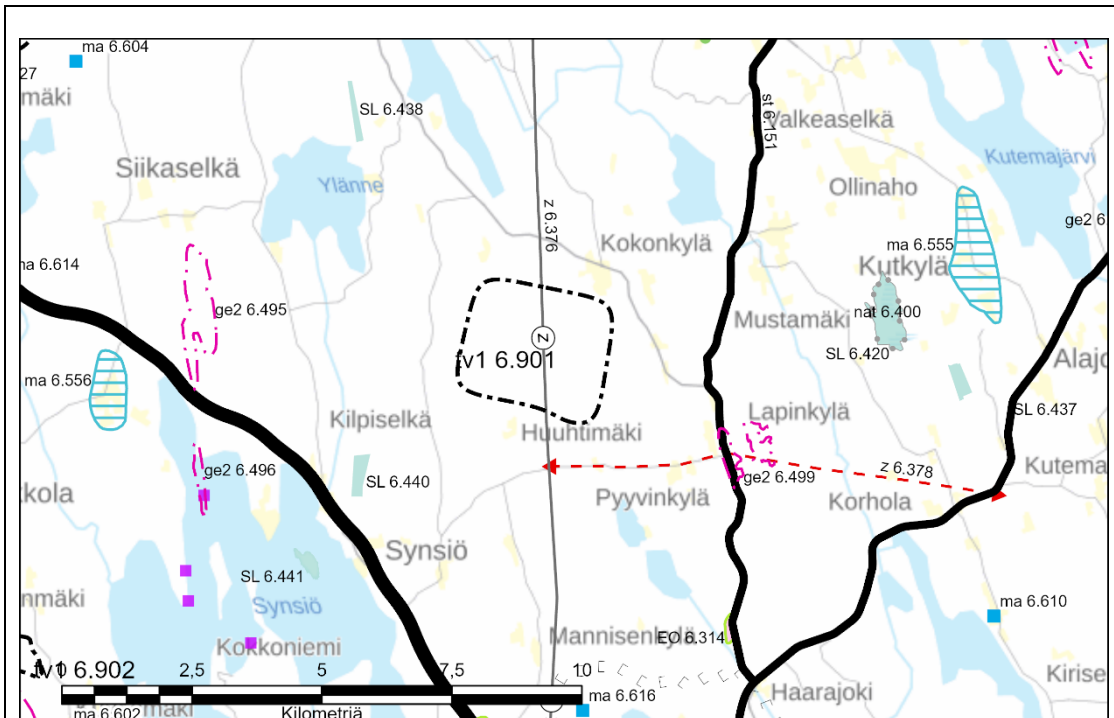 ma 6.604
27
mäki
SL 6.438
st 6.151
Valkeaselkä
Siikaselkä
Ylänne
Kutemajärvi
Ollinaho
z 6.376
ge2 6
Kokonkylä
ma 6.555
Kutkylä
ma 6.614
ge2 6.495
nat 6.400
Mustamäki
z
tv1 6.901
SL 6.420
Alajo
ma 6.556
SL 6.437
Kilpiselkä
Lapinkylä
Huuhtimäki
ge2 6.496
z 6.378
Kutema
ge2 6.499
SL 6.440
kola
Pyyvinkylä
Korhola
Synsiö
SL 6.441
nmäki
Synsiö
ma 6.610
Mannisenkylä
EO 6.314
Kokkoniemi
tv1 6.902
0
2,5
5
7,5
10
Kirise
ma 6.616
Haarajoki
ma 6.602
mäki
Kilometriä